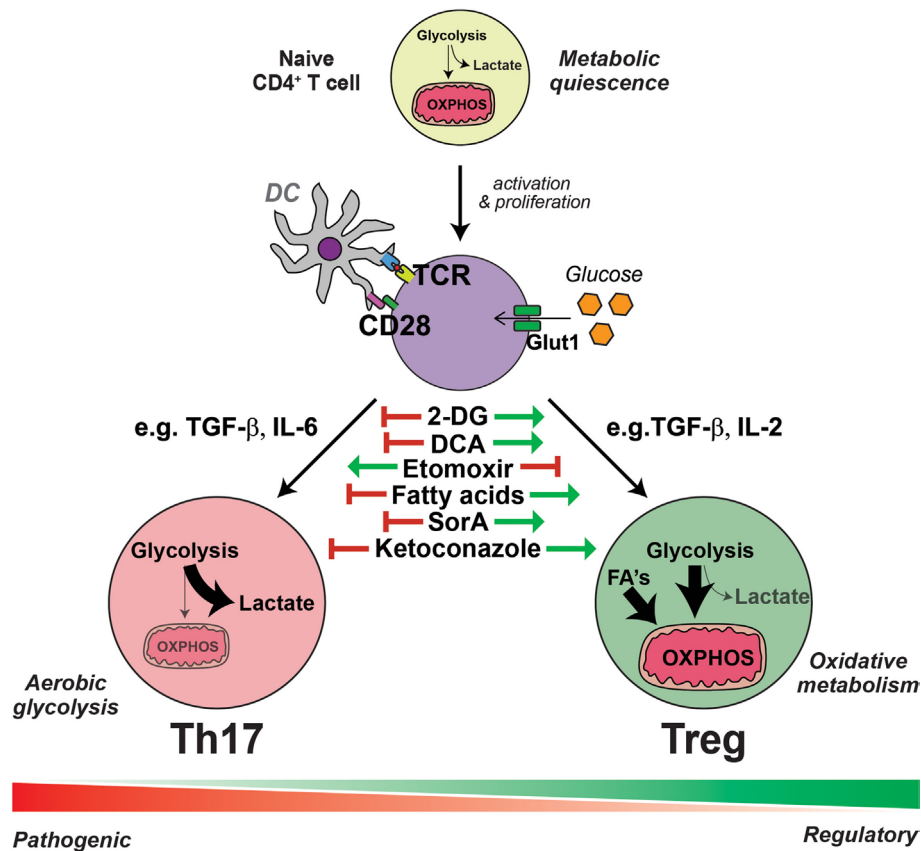 Naive
CD4⁺ T cell
Glycolysis
Lactate
OXPHOS
Metabolic
quiescence
activation
& proliferation
DC
TCR
CD28
Glucose
Glut1
e.g. TGF-β, IL-6
e.g.TGF-β, IL-2
2-DG
DCA
Etomoxir
Fatty acids
SorA
Ketoconazole
Glycolysis
Lactate
OXPHOS
Aerobic
glycolysis
Th17
Glycolysis
FA's
Lactate
OXPHOS
Oxidative
metabolism
Treg
Pathogenic
Regulatory